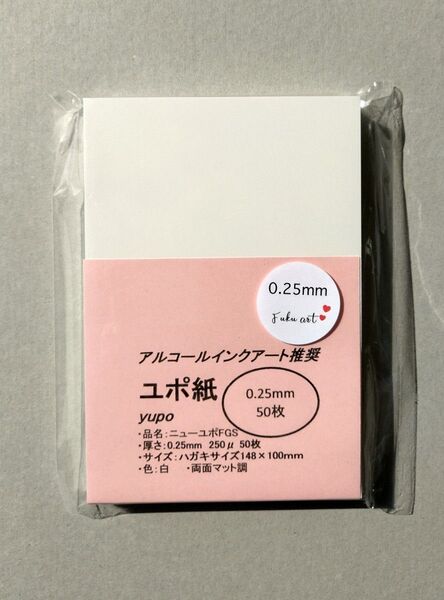 0.25mm
Fuku art
アルコールインクアート推奨
ユポ紙
yupo
0.25mm
50枚
・品名:ニューユポFGS
・厚さ:0.25mm 250μ 50枚
・サイズ:ハガキサイズ148×100mm
・色:白 ・両面マット調